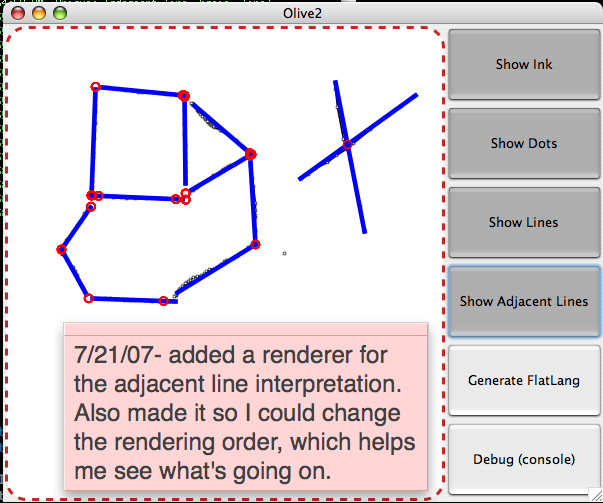 Olive2
Show Ink
Show Dots
Show Lines
Show Adjacent Lines
Generate FlatLang
Debug (console)
7/21/07- added a renderer for
the adjacent line interpretation.
Also made it so I could change
the rendering order, which helps
me see what's going on.